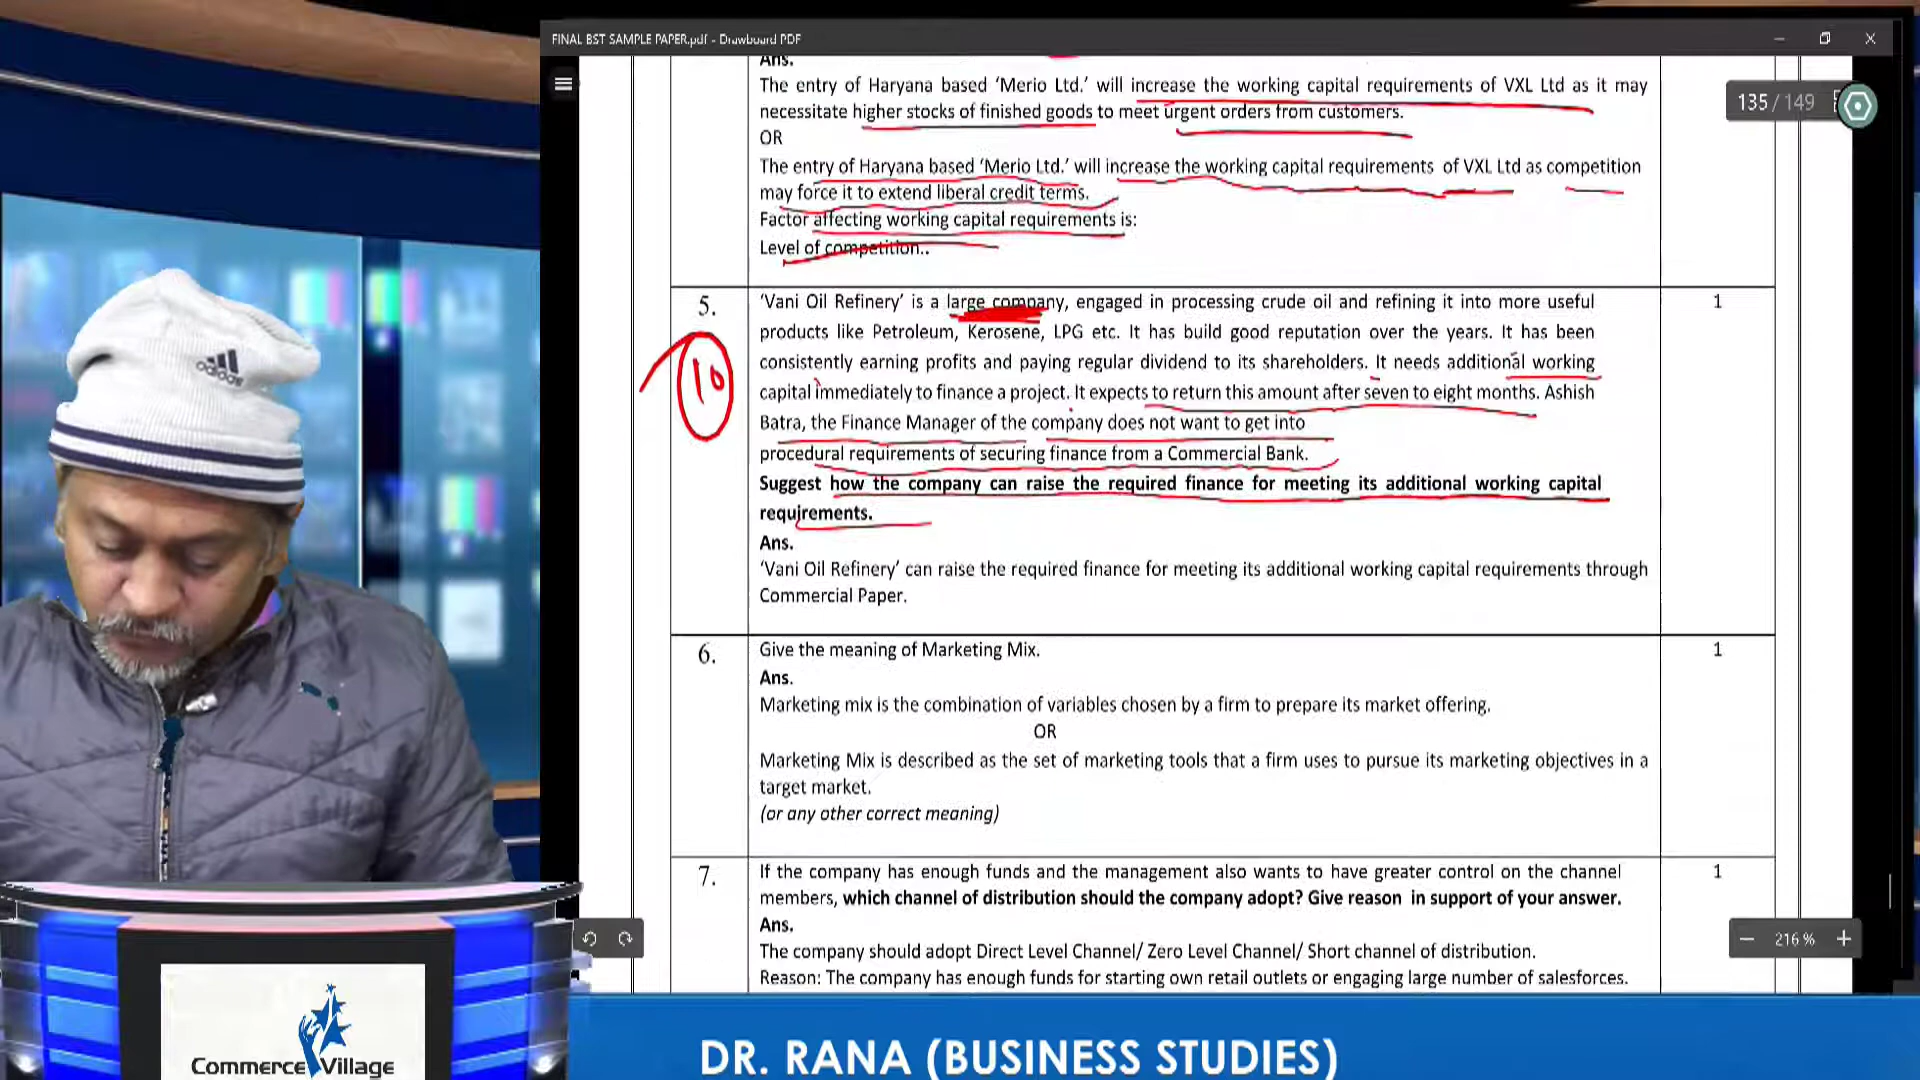 FINAL BST SAMPLE PAPER.pdf - Drawboard PDF
Ans.
The entry of Haryana based ‘Merio Ltd.’ will increase the working capital requirements of VXL Ltd as it may
necessitate higher stocks of finished goods to meet urgent orders from customers.
OR
The entry of Haryana based ‘Merio Ltd.’ will increase the working capital requirements of VXL Ltd as competition
may force it to extend liberal credit terms.
Factor affecting working capital requirements is:
Level of competition..
135 / 149
5.
10
‘Vani Oil Refinery’ is a large company, engaged in processing crude oil and refining it into more useful
products like Petroleum, Kerosene, LPG etc. It has build good reputation over the years. It has been
consistently earning profits and paying regular dividend to its shareholders. It needs additional working
capital immediately to finance a project. It expects to return this amount after seven to eight months. Ashish
Batra, the Finance Manager of the company does not want to get into
procedural requirements of securing finance from a Commercial Bank.
Suggest how the company can raise the required finance for meeting its additional working capital
requirements.
Ans.
‘Vani Oil Refinery’ can raise the required finance for meeting its additional working capital requirements through
Commercial Paper.
1
6.
Give the meaning of Marketing Mix.
Ans.
Marketing mix is the combination of variables chosen by a firm to prepare its market offering.
OR
Marketing Mix is described as the set of marketing tools that a firm uses to pursue its marketing objectives in a
target market.
(or any other correct meaning)
1
7.
If the company has enough funds and the management also wants to have greater control on the channel
members, which channel of distribution should the company adopt? Give reason in support of your answer.
Ans.
The company should adopt Direct Level Channel/ Zero Level Channel/ Short channel of distribution.
Reason: The company has enough funds for starting own retail outlets or engaging large number of salesforces.
1
216 %
adidas
Commerce Village
DR. RANA (BUSINESS STUDIES)